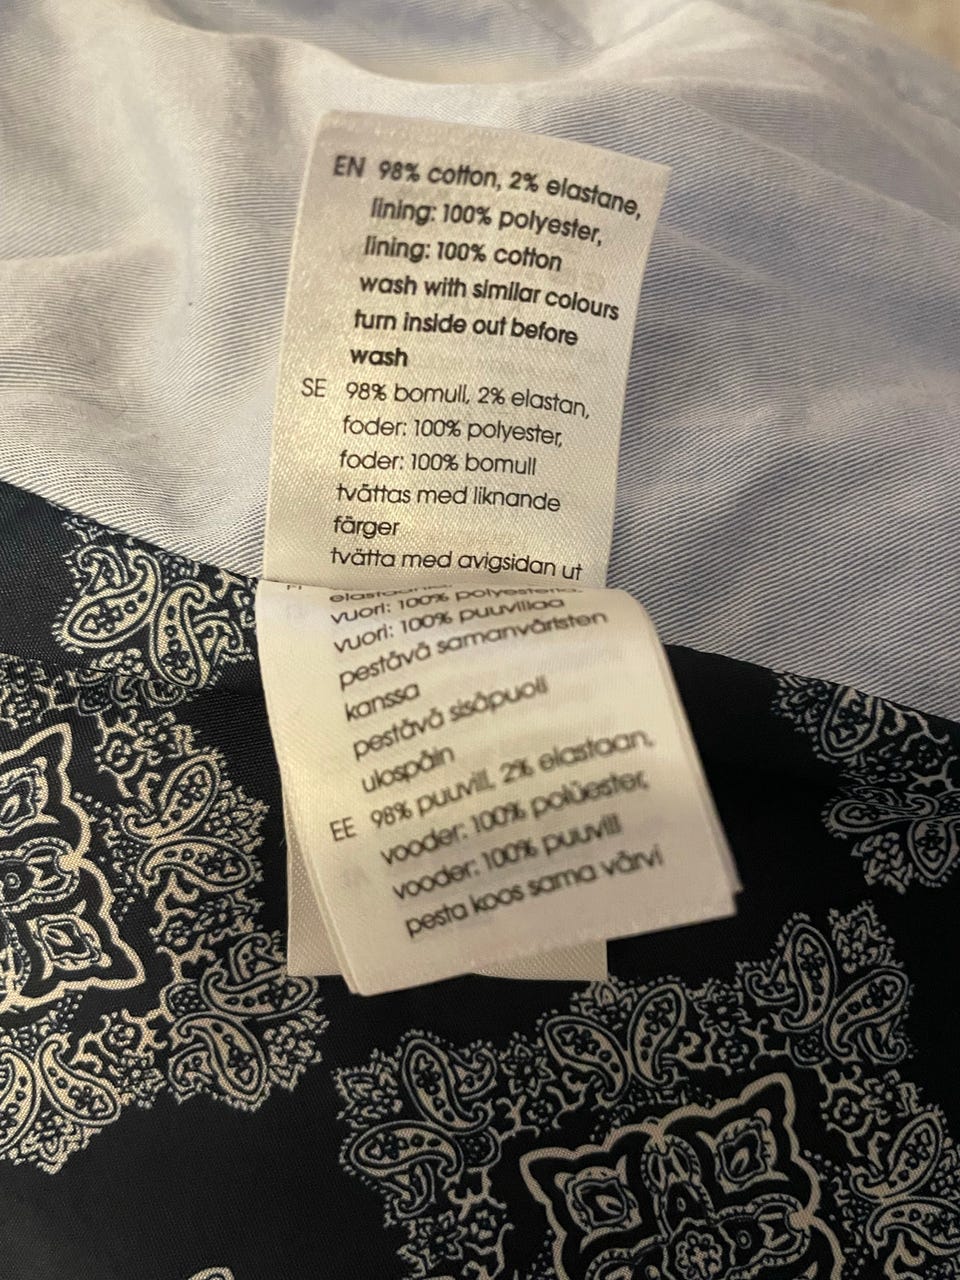 EN 98% cotton, 2% elastane,
lining: 100% polyester,
lining: 100% cotton
wash with similar colours
turn inside out before
wash
SE 98% bomull, 2% elastan,
foder: 100% polyester,
foder: 100% bomull
tvättas med liknande
färger
tvätta med avigsidan ut
vuori: 100% polyesteria,
vuori: 100% puuvillaa
pestävä samanväristen
kanssa
pestävä sisäpuoli
ulospäin
EE 98% puuvill, 2% elastaan,
vooder: 100% polüester,
vooder: 100% puuvill
pesta koos sama värvi